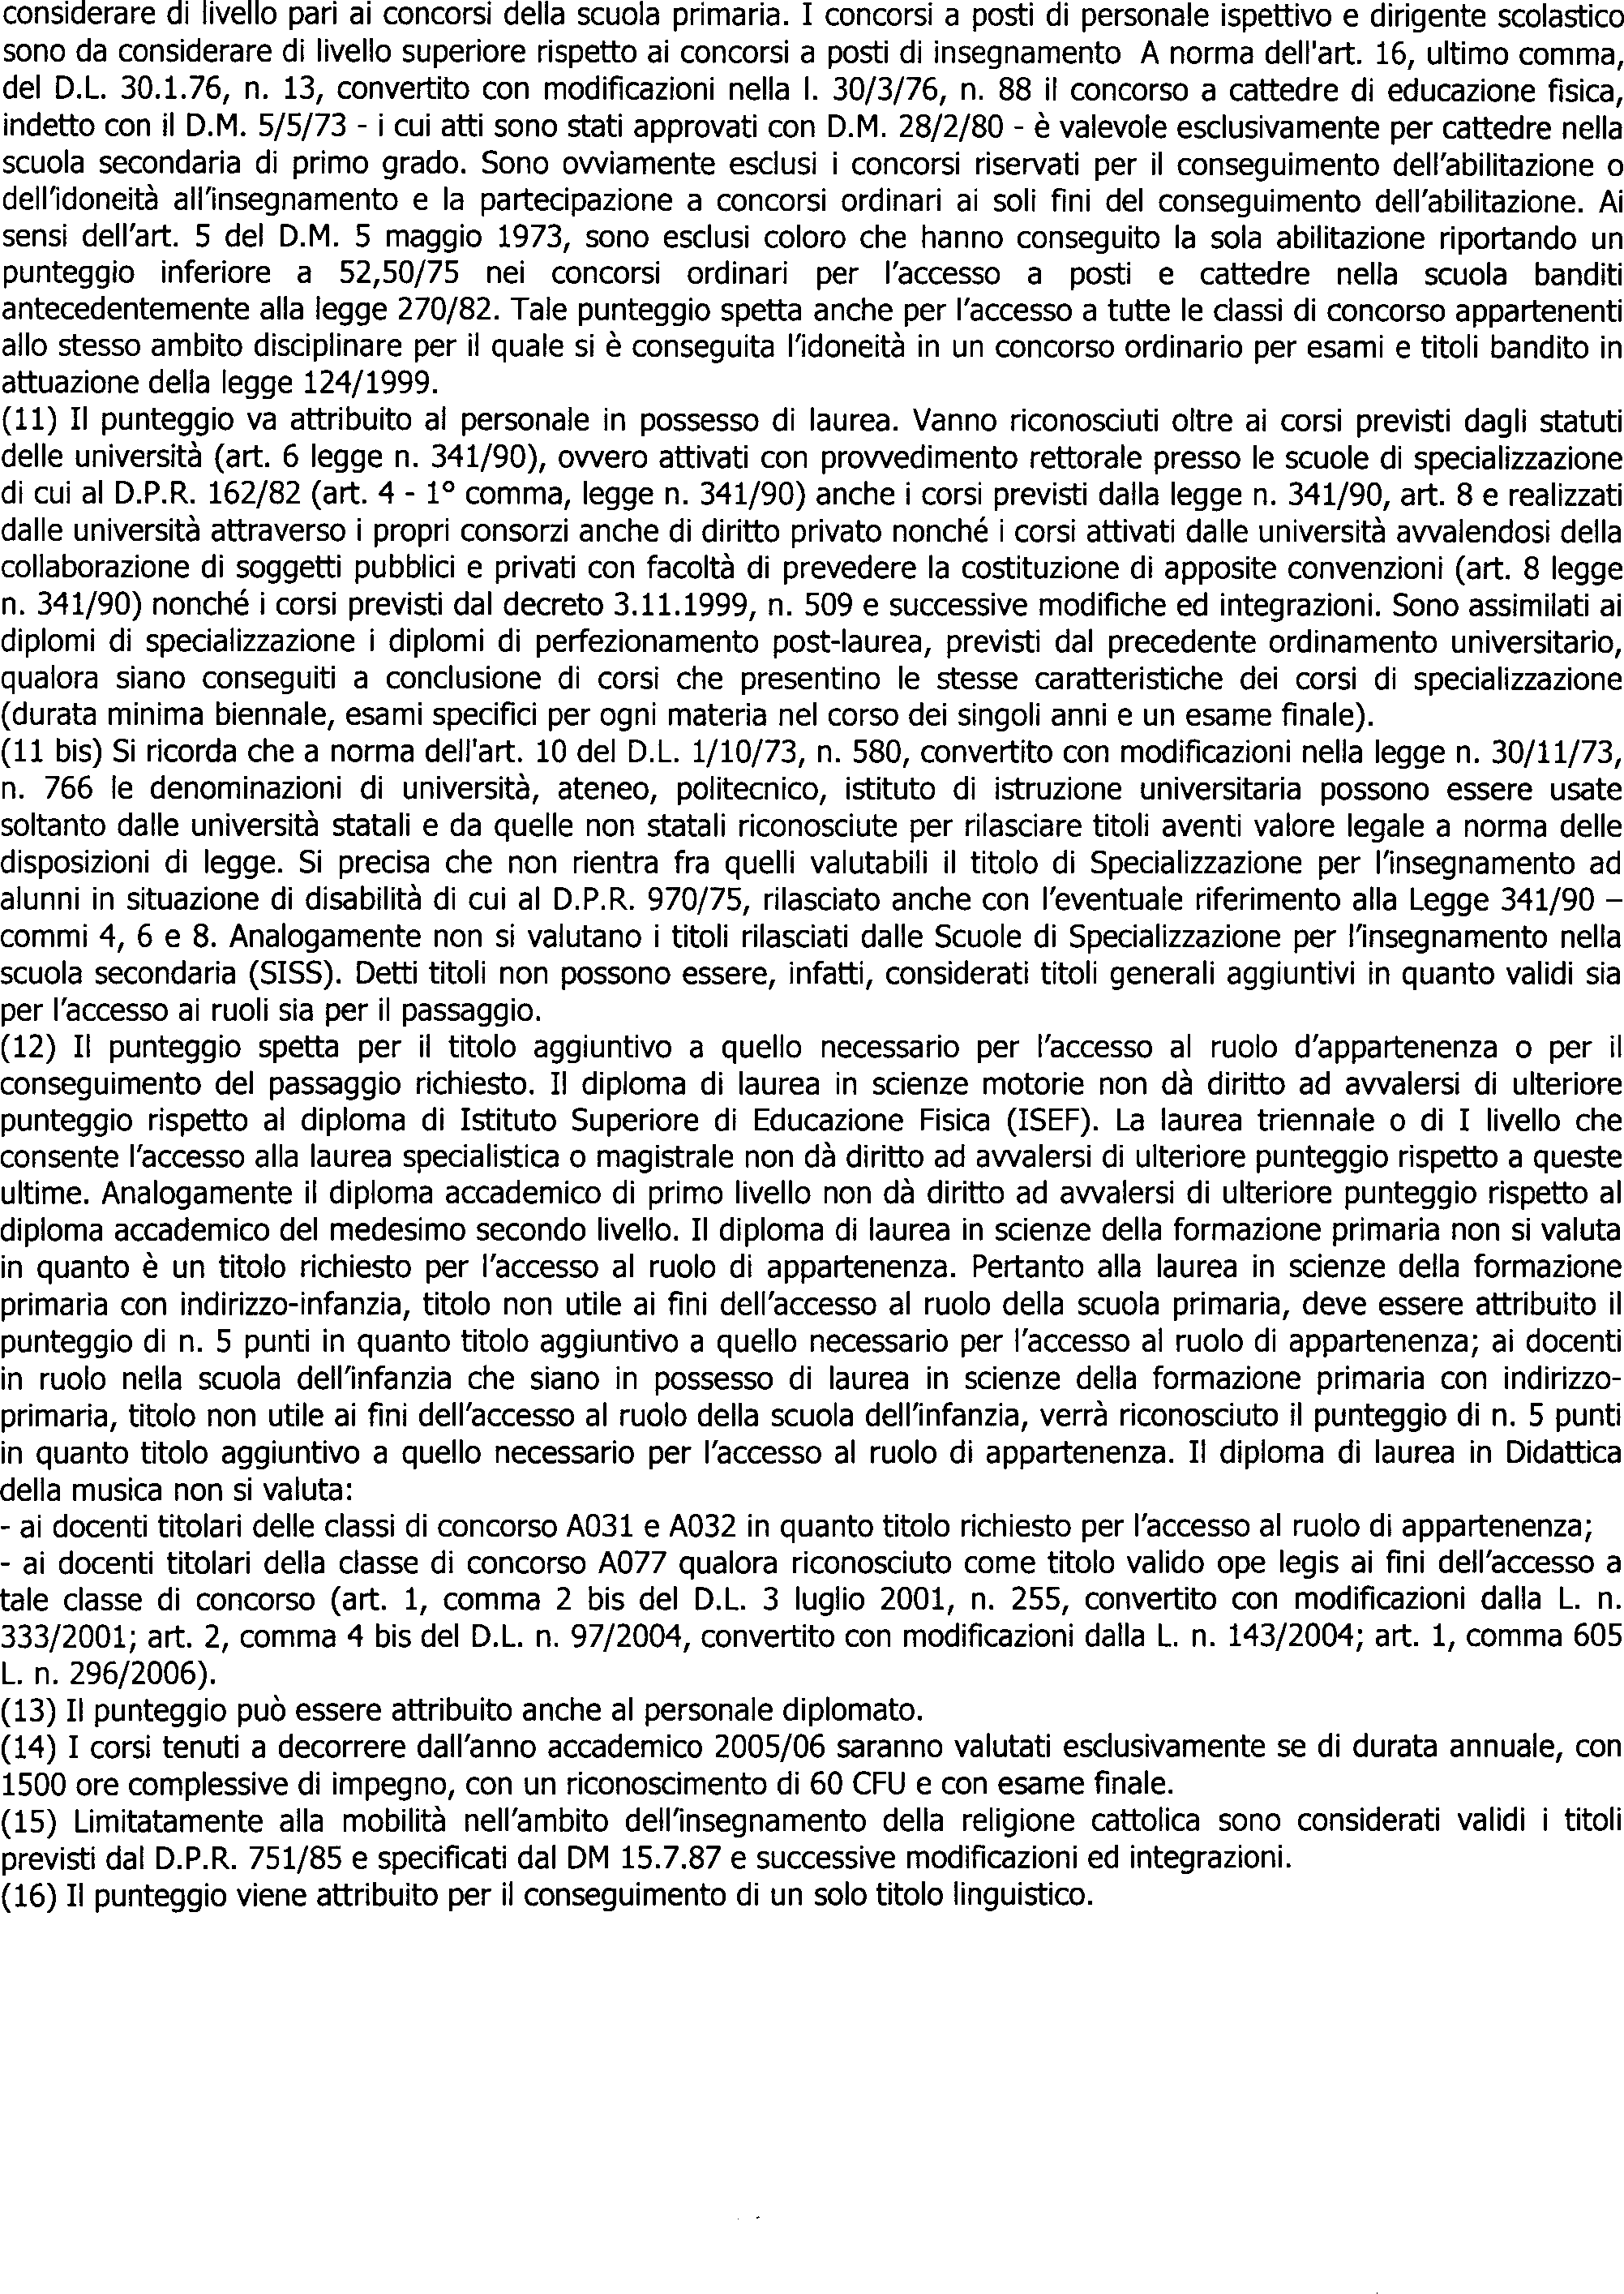 considerare di livello pari ai concorsi della scuola primaria. I concorsi a posti di personale ispettivo e dirigente scolastico
sono da considerare di livello superiore rispetto ai concorsi a posti di insegnamento A norma dell'art. 16, ultimo comma,
del D.L. 30.1.76, n. 13, convertito con modificazioni nella l. 30/3/76, n. 88 il concorso a cattedre di educazione fisica,
indetto con il D.M. 5/5/73 - i cui atti sono stati approvati con D.M. 28/2/80 - è valevole esclusivamente per cattedre nella
scuola secondaria di primo grado. Sono ovviamente esclusi i concorsi riservati per il conseguimento dell'abilitazione o
dell'idoneità all'insegnamento e la partecipazione a concorsi ordinari ai soli fini del conseguimento dell'abilitazione. Ai
sensi dell'art. 5 del D.M. 5 maggio 1973, sono esclusi coloro che hanno conseguito la sola abilitazione riportando un
punteggio inferiore a 52,50/75 nei concorsi ordinari per l'accesso a posti e cattedre nella scuola banditi
antecedentemente alla legge 270/82. Tale punteggio spetta anche per l'accesso a tutte le classi di concorso appartenenti
allo stesso ambito disciplinare per il quale si è conseguita l'idoneità in un concorso ordinario per esami e titoli bandito in
attuazione della legge 124/1999.
(11) Il punteggio va attribuito al personale in possesso di laurea. Vanno riconosciuti oltre ai corsi previsti dagli statuti
delle università (art. 6 legge n. 341/90), ovvero attivati con provvedimento rettorale presso le scuole di specializzazione
di cui al D.P.R. 162/82 (art. 4 - 1° comma, legge n. 341/90) anche i corsi previsti dalla legge n. 341/90, art. 8 e realizzati
dalle università attraverso i propri consorzi anche di diritto privato nonché i corsi attivati dalle università avvalendosi della
collaborazione di soggetti pubblici e privati con facoltà di prevedere la costituzione di apposite convenzioni (art. 8 legge
n. 341/90) nonché i corsi previsti dal decreto 3.11.1999, n. 509 e successive modifiche ed integrazioni. Sono assimilati ai
diplomi di specializzazione i diplomi di perfezionamento post-laurea, previsti dal precedente ordinamento universitario,
qualora siano conseguiti a conclusione di corsi che presentino le stesse caratteristiche dei corsi di specializzazione
(durata minima biennale, esami specifici per ogni materia nel corso dei singoli anni e un esame finale).
(11 bis) Si ricorda che a norma dell'art. 10 del D.L. 1/10/73, n. 580, convertito con modificazioni nella legge n. 30/11/73,
n. 766 le denominazioni di università, ateneo, politecnico, istituto di istruzione universitaria possono essere usate
soltanto dalle università statali e da quelle non statali riconosciute per rilasciare titoli aventi valore legale a norma delle
disposizioni di legge. Si precisa che non rientra fra quelli valutabili il titolo di Specializzazione per l'insegnamento ad
alunni in situazione di disabilità di cui al D.P.R. 970/75, rilasciato anche con l'eventuale riferimento alla Legge 341/90 –
commi 4, 6 e 8. Analogamente non si valutano i titoli rilasciati dalle Scuole di Specializzazione per l'insegnamento nella
scuola secondaria (SISS). Detti titoli non possono essere, infatti, considerati titoli generali aggiuntivi in quanto validi sia
per l'accesso ai ruoli sia per il passaggio.
(12) Il punteggio spetta per il titolo aggiuntivo a quello necessario per l'accesso al ruolo d'appartenenza o per il
conseguimento del passaggio richiesto. Il diploma di laurea in scienze motorie non dà diritto ad avvalersi di ulteriore
punteggio rispetto al diploma di Istituto Superiore di Educazione Fisica (ISEF). La laurea triennale o di I livello che
consente l'accesso alla laurea specialistica o magistrale non dà diritto ad avvalersi di ulteriore punteggio rispetto a queste
ultime. Analogamente il diploma accademico di primo livello non dà diritto ad avvalersi di ulteriore punteggio rispetto al
diploma accademico del medesimo secondo livello. Il diploma di laurea in scienze della formazione primaria non si valuta
in quanto è un titolo richiesto per l'accesso al ruolo di appartenenza. Pertanto alla laurea in scienze della formazione
primaria con indirizzo-infanzia, titolo non utile ai fini dell'accesso al ruolo della scuola primaria, deve essere attribuito il
punteggio di n. 5 punti in quanto titolo aggiuntivo a quello necessario per l'accesso al ruolo di appartenenza; ai docenti
in ruolo nella scuola dell'infanzia che siano in possesso di laurea in scienze della formazione primaria con indirizzo-
primaria, titolo non utile ai fini dell'accesso al ruolo della scuola dell'infanzia, verrà riconosciuto il punteggio di n. 5 punti
in quanto titolo aggiuntivo a quello necessario per l'accesso al ruolo di appartenenza. Il diploma di laurea in Didattica
della musica non si valuta:
- ai docenti titolari delle classi di concorso A031 e A032 in quanto titolo richiesto per l'accesso al ruolo di appartenenza;
- ai docenti titolari della classe di concorso A077 qualora riconosciuto come titolo valido ope legis ai fini dell'accesso a
tale classe di concorso (art. 1, comma 2 bis del D.L. 3 luglio 2001, n. 255, convertito con modificazioni dalla L. n.
333/2001; art. 2, comma 4 bis del D.L. n. 97/2004, convertito con modificazioni dalla L. n. 143/2004; art. 1, comma 605
L. n. 296/2006).
(13) Il punteggio può essere attribuito anche al personale diplomato.
(14) I corsi tenuti a decorrere dall'anno accademico 2005/06 saranno valutati esclusivamente se di durata annuale, con
1500 ore complessive di impegno, con un riconoscimento di 60 CFU e con esame finale.
(15) Limitatamente alla mobilità nell'ambito dell'insegnamento della religione cattolica sono considerati validi i titoli
previsti dal D.P.R. 751/85 e specificati dal DM 15.7.87 e successive modificazioni ed integrazioni.
(16) Il punteggio viene attribuito per il conseguimento di un solo titolo linguistico.